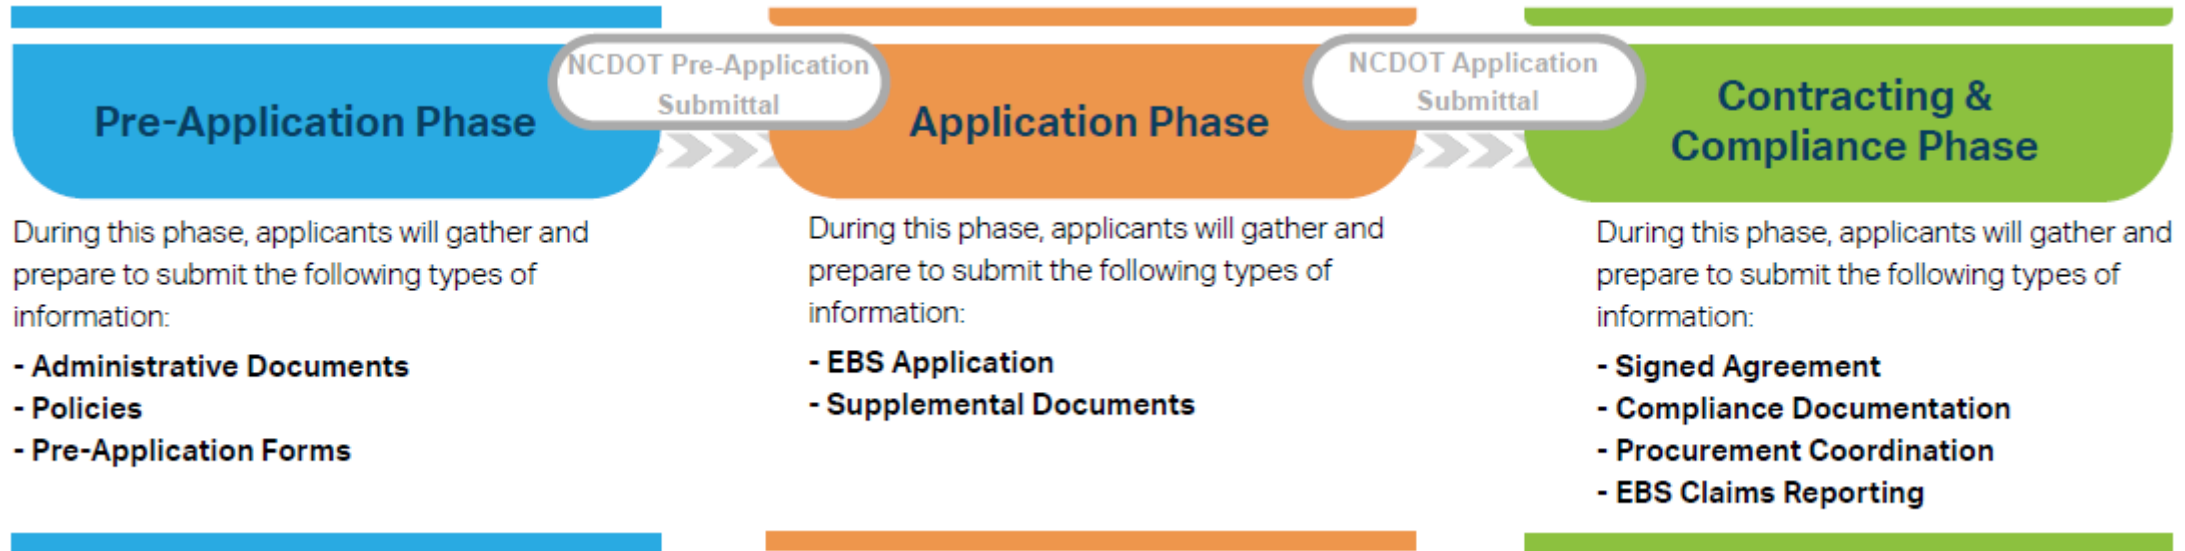 Pre-Application Phase
NCDOT Pre-Application
Submittal
Application Phase
NCDOT Application
Submittal
Contracting &
Compliance Phase
During this phase, applicants will gather and
prepare to submit the following types of
information:
- Administrative Documents
- Policies
- Pre-Application Forms
During this phase, applicants will gather and
prepare to submit the following types of
information:
- EBS Application
- Supplemental Documents
During this phase, applicants will gather and
prepare to submit the following types of
information:
- Signed Agreement
- Compliance Documentation
- Procurement Coordination
- EBS Claims Reporting